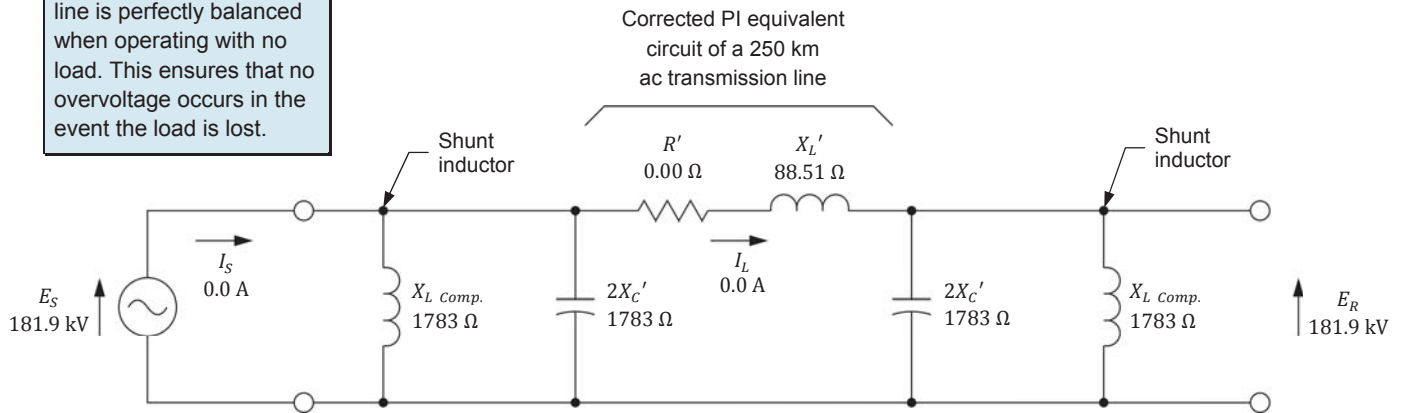 line is perfectly balanced
when operating with no
load. This ensures that no
overvoltage occurs in the
event the load is lost.
Corrected PI equivalent
circuit of a 250 km
ac transmission line
Shunt
inductor
R′
0.00 Ω
X_L′
88.51 Ω
Shunt
inductor
I_S
0.0 A
I_L
0.0 A
E_S
181.9 kV
X_L Comp.
1783 Ω
2X_C′
1783 Ω
2X_C′
1783 Ω
X_L Comp.
1783 Ω
E_R
181.9 kV